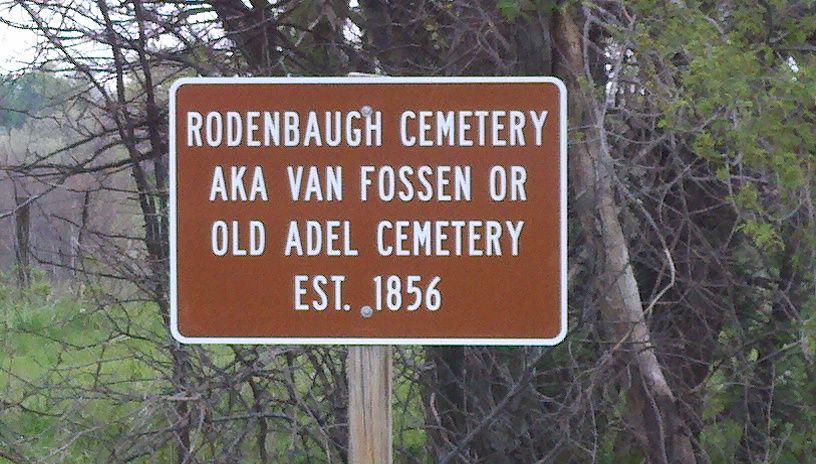 RODENBAUGH CEMETERY
AKA VAN FOSSEN OR
OLD ADEL CEMETERY
EST. 1856